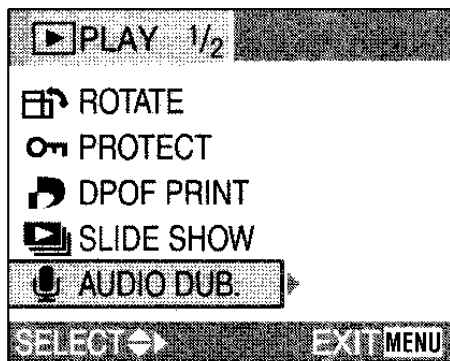 PLAY 1/2
ROTATE
PROTECT
DPOF PRINT
SLIDE SHOW
AUDIO DUB.
SELECT EXIT MENU